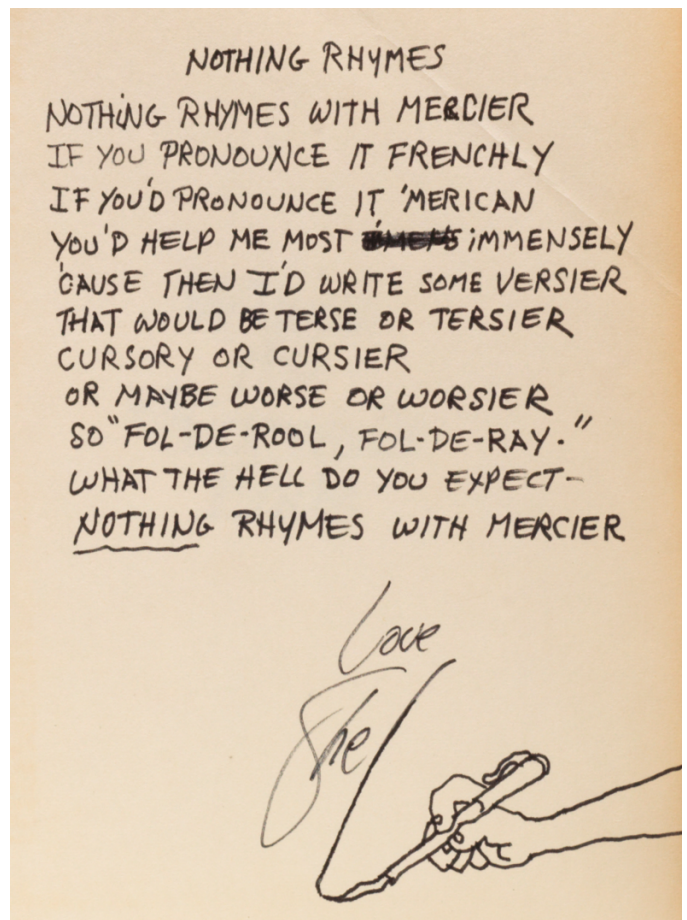 NOTHING RHYMES
NOTHING RHYMES WITH MERCIER
IF YOU PRONOUNCE IT FRENCHLY
IF YOU'D PRONOUNCE IT 'MERICAN
YOU'D HELP ME MOST IMMENSELY
'CAUSE THEN I'D WRITE SOME VERSIER
THAT WOULD BE TERSE OR TERSIER
CURSORY OR CURSIER
OR MAYBE WORSE OR WORSIER
SO "FOL-DE-ROOL, FOL-DE-RAY."
WHAT THE HELL DO YOU EXPECT-
NOTHING RHYMES WITH MERCIER
Love
Shel